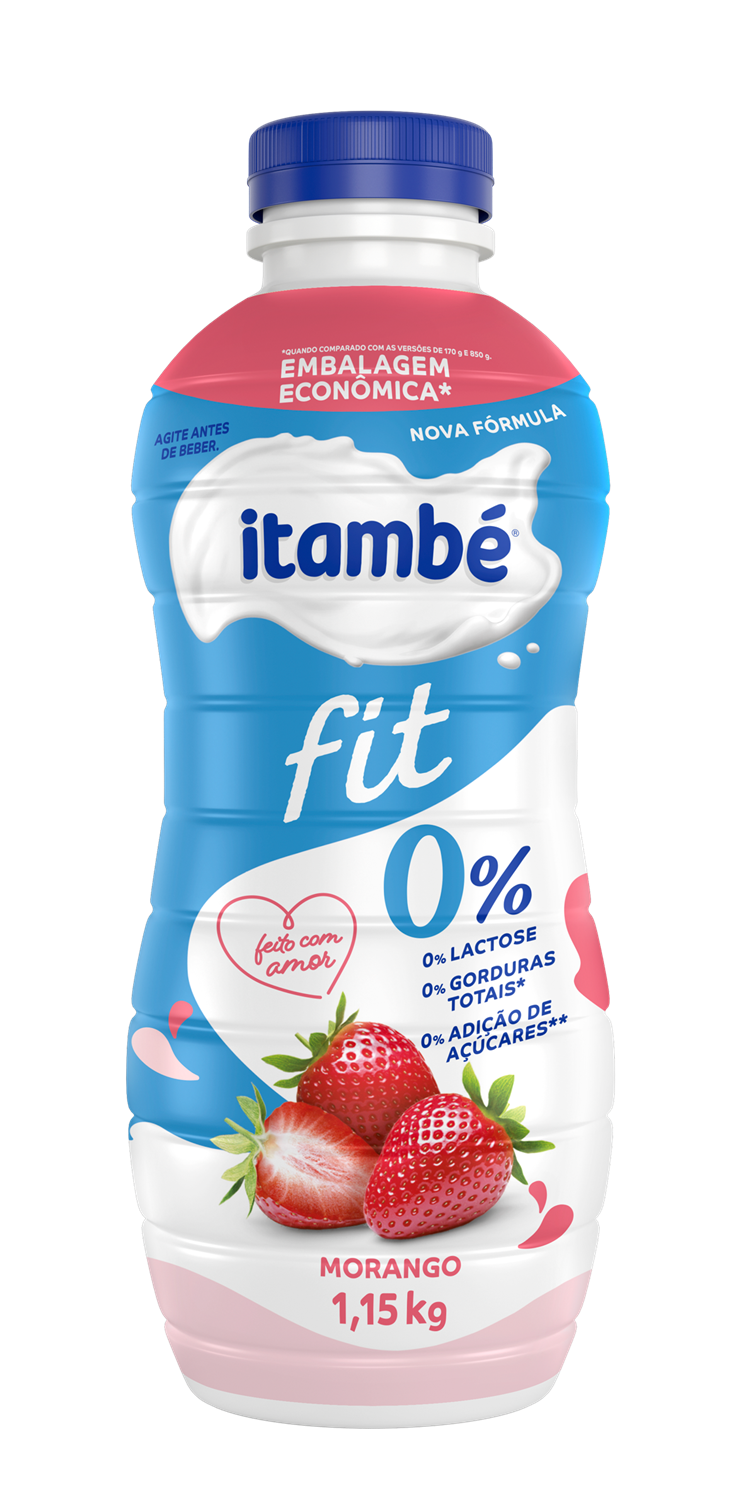 *QUANDO COMPARADO COM AS VERSÕES DE 170 g E 850 g.
EMBALAGEM
ECONÔMICA*
AGITE ANTES
DE BEBER.
NOVA FÓRMULA
itambé®
fit
0%
feito com
amor
0% LACTOSE
0% GORDURAS
TOTAIS*
0% ADIÇÃO DE
AÇÚCARES**
MORANGO
1,15 kg